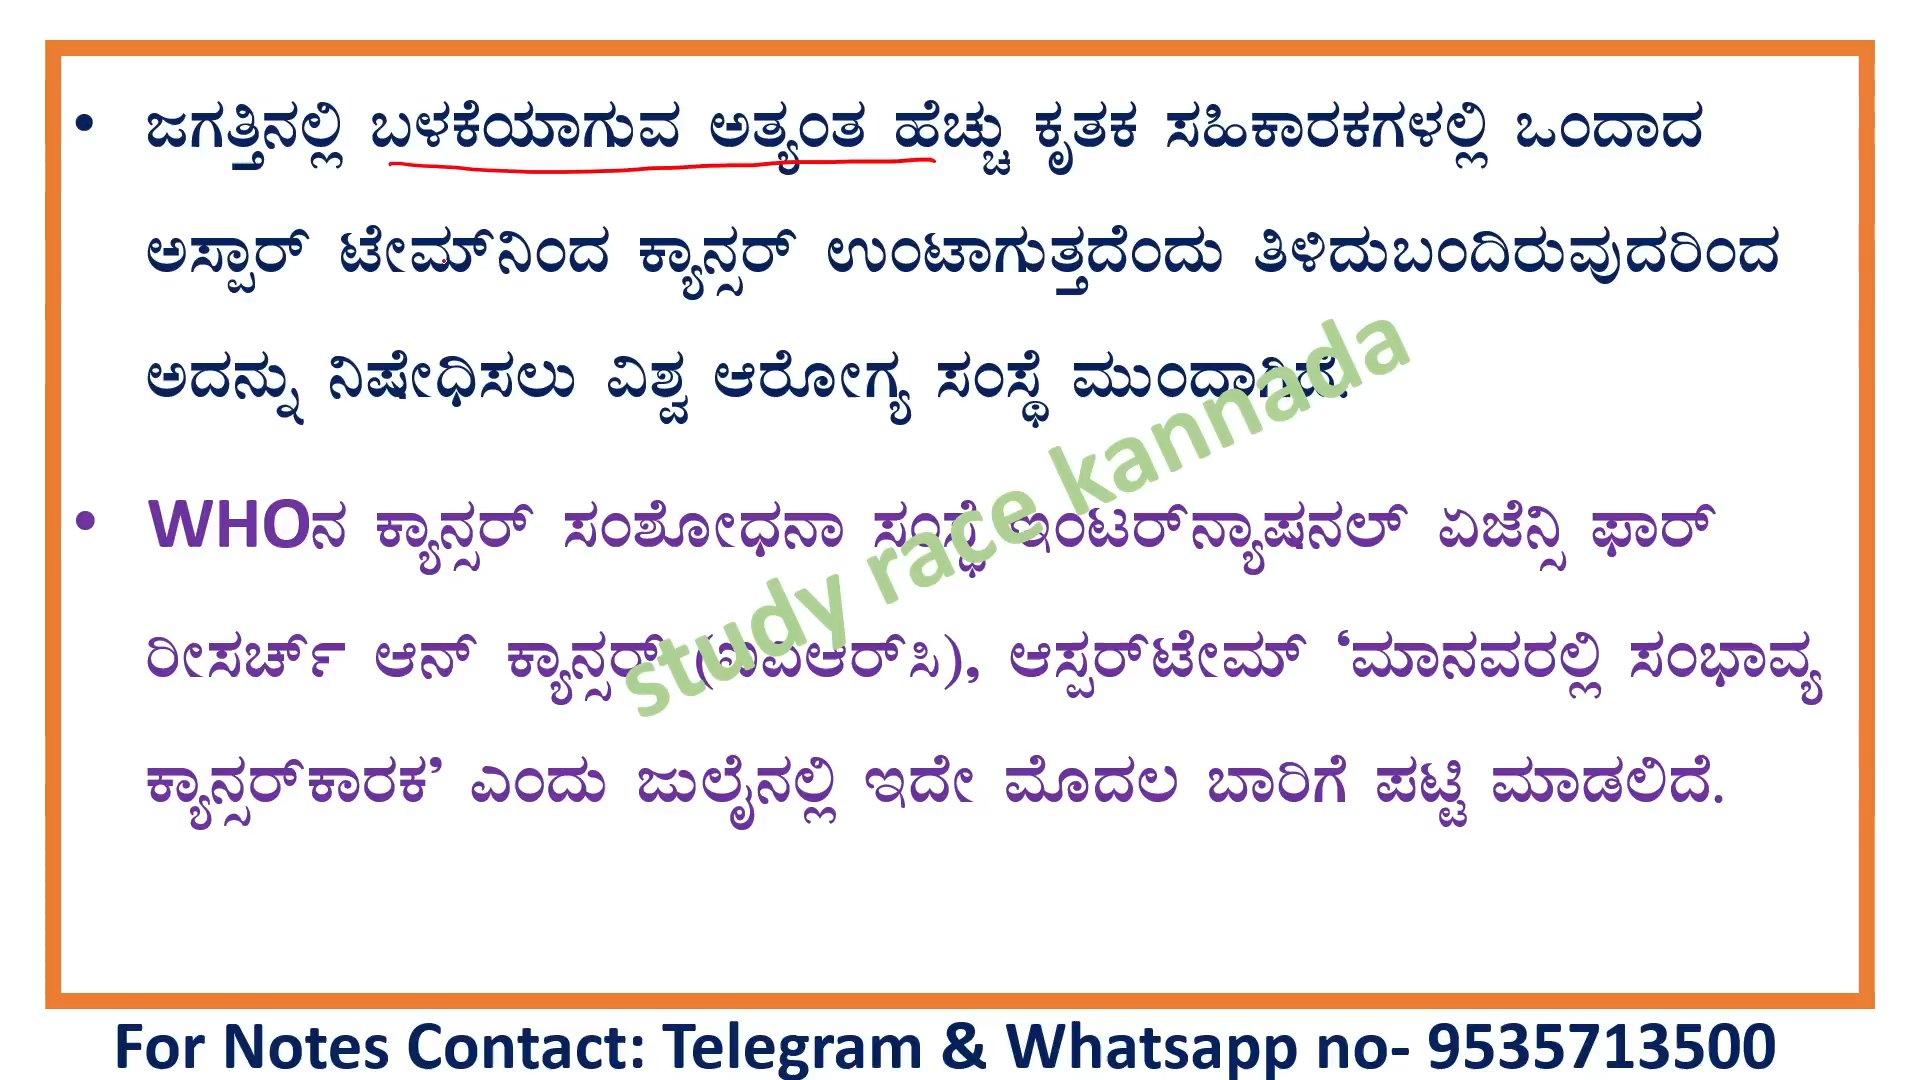 • ಜಗತ್ತಿನಲ್ಲಿ ಬಳಕೆಯಾಗುವ ಅತ್ಯಂತ ಹೆಚ್ಚು ಕೃತಕ ಸಹಿಕಾರಕಗಳಲ್ಲಿ ಒಂದಾದ
ಅಸ್ಪಾರ್ ಟೇಮ್‌ನಿಂದ ಕ್ಯಾನ್ಸರ್ ಉಂಟಾಗುತ್ತದೆಂದು ತಿಳಿದುಬಂದಿರುವುದರಿಂದ
ಅದನ್ನು ನಿಷೇಧಿಸಲು ವಿಶ್ವ ಆರೋಗ್ಯ ಸಂಸ್ಥೆ
• WHOನ ಕ್ಯಾನ್ಸರ್ ಸಂಶೋಧನಾ ಸಂಸ್ಥೆ ಇಂಟರ್‌ನ್ಯಾಷನಲ್ ಏಜೆನ್ಸಿ ಫಾರ್
ರೀಸರ್ಚ್ ಆನ್ ಕ್ಯಾನ್ಸರ್ (ಐಎಆರ್‌ಸಿ), ಆಸ್ಪರ್‌ಟೇಮ್ ‘ಮಾನವರಲ್ಲಿ ಸಂಭಾವ್ಯ
ಕ್ಯಾನ್ಸರ್‌ಕಾರಕ’ ಎಂದು ಜುಲೈನಲ್ಲಿ ಇದೇ ಮೊದಲ ಬಾರಿಗೆ ಪಟ್ಟಿ ಮಾಡಲಿದೆ.
study race kannada
For Notes Contact: Telegram & Whatsapp no- 9535713500